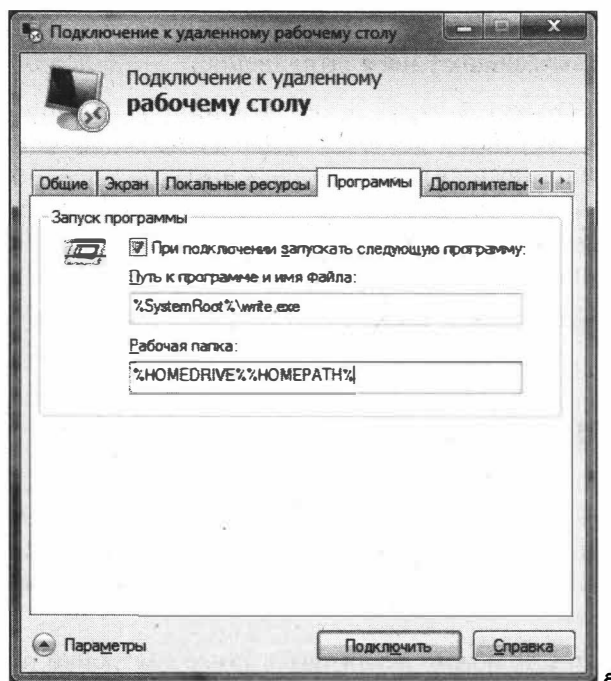 Подключение к удаленному рабочему столу
Подключение к удаленному
рабочему столу
Общие Экран Локальные ресурсы Программы Дополнительн
Запуск программы
При подключении запускать следующую программу:
Путь к программе и имя файла:
%SystemRoot%\write.exe
Рабочая папка:
%HOMEDRIVE%%HOMEPATH%
Параметры Подключить Справка
а